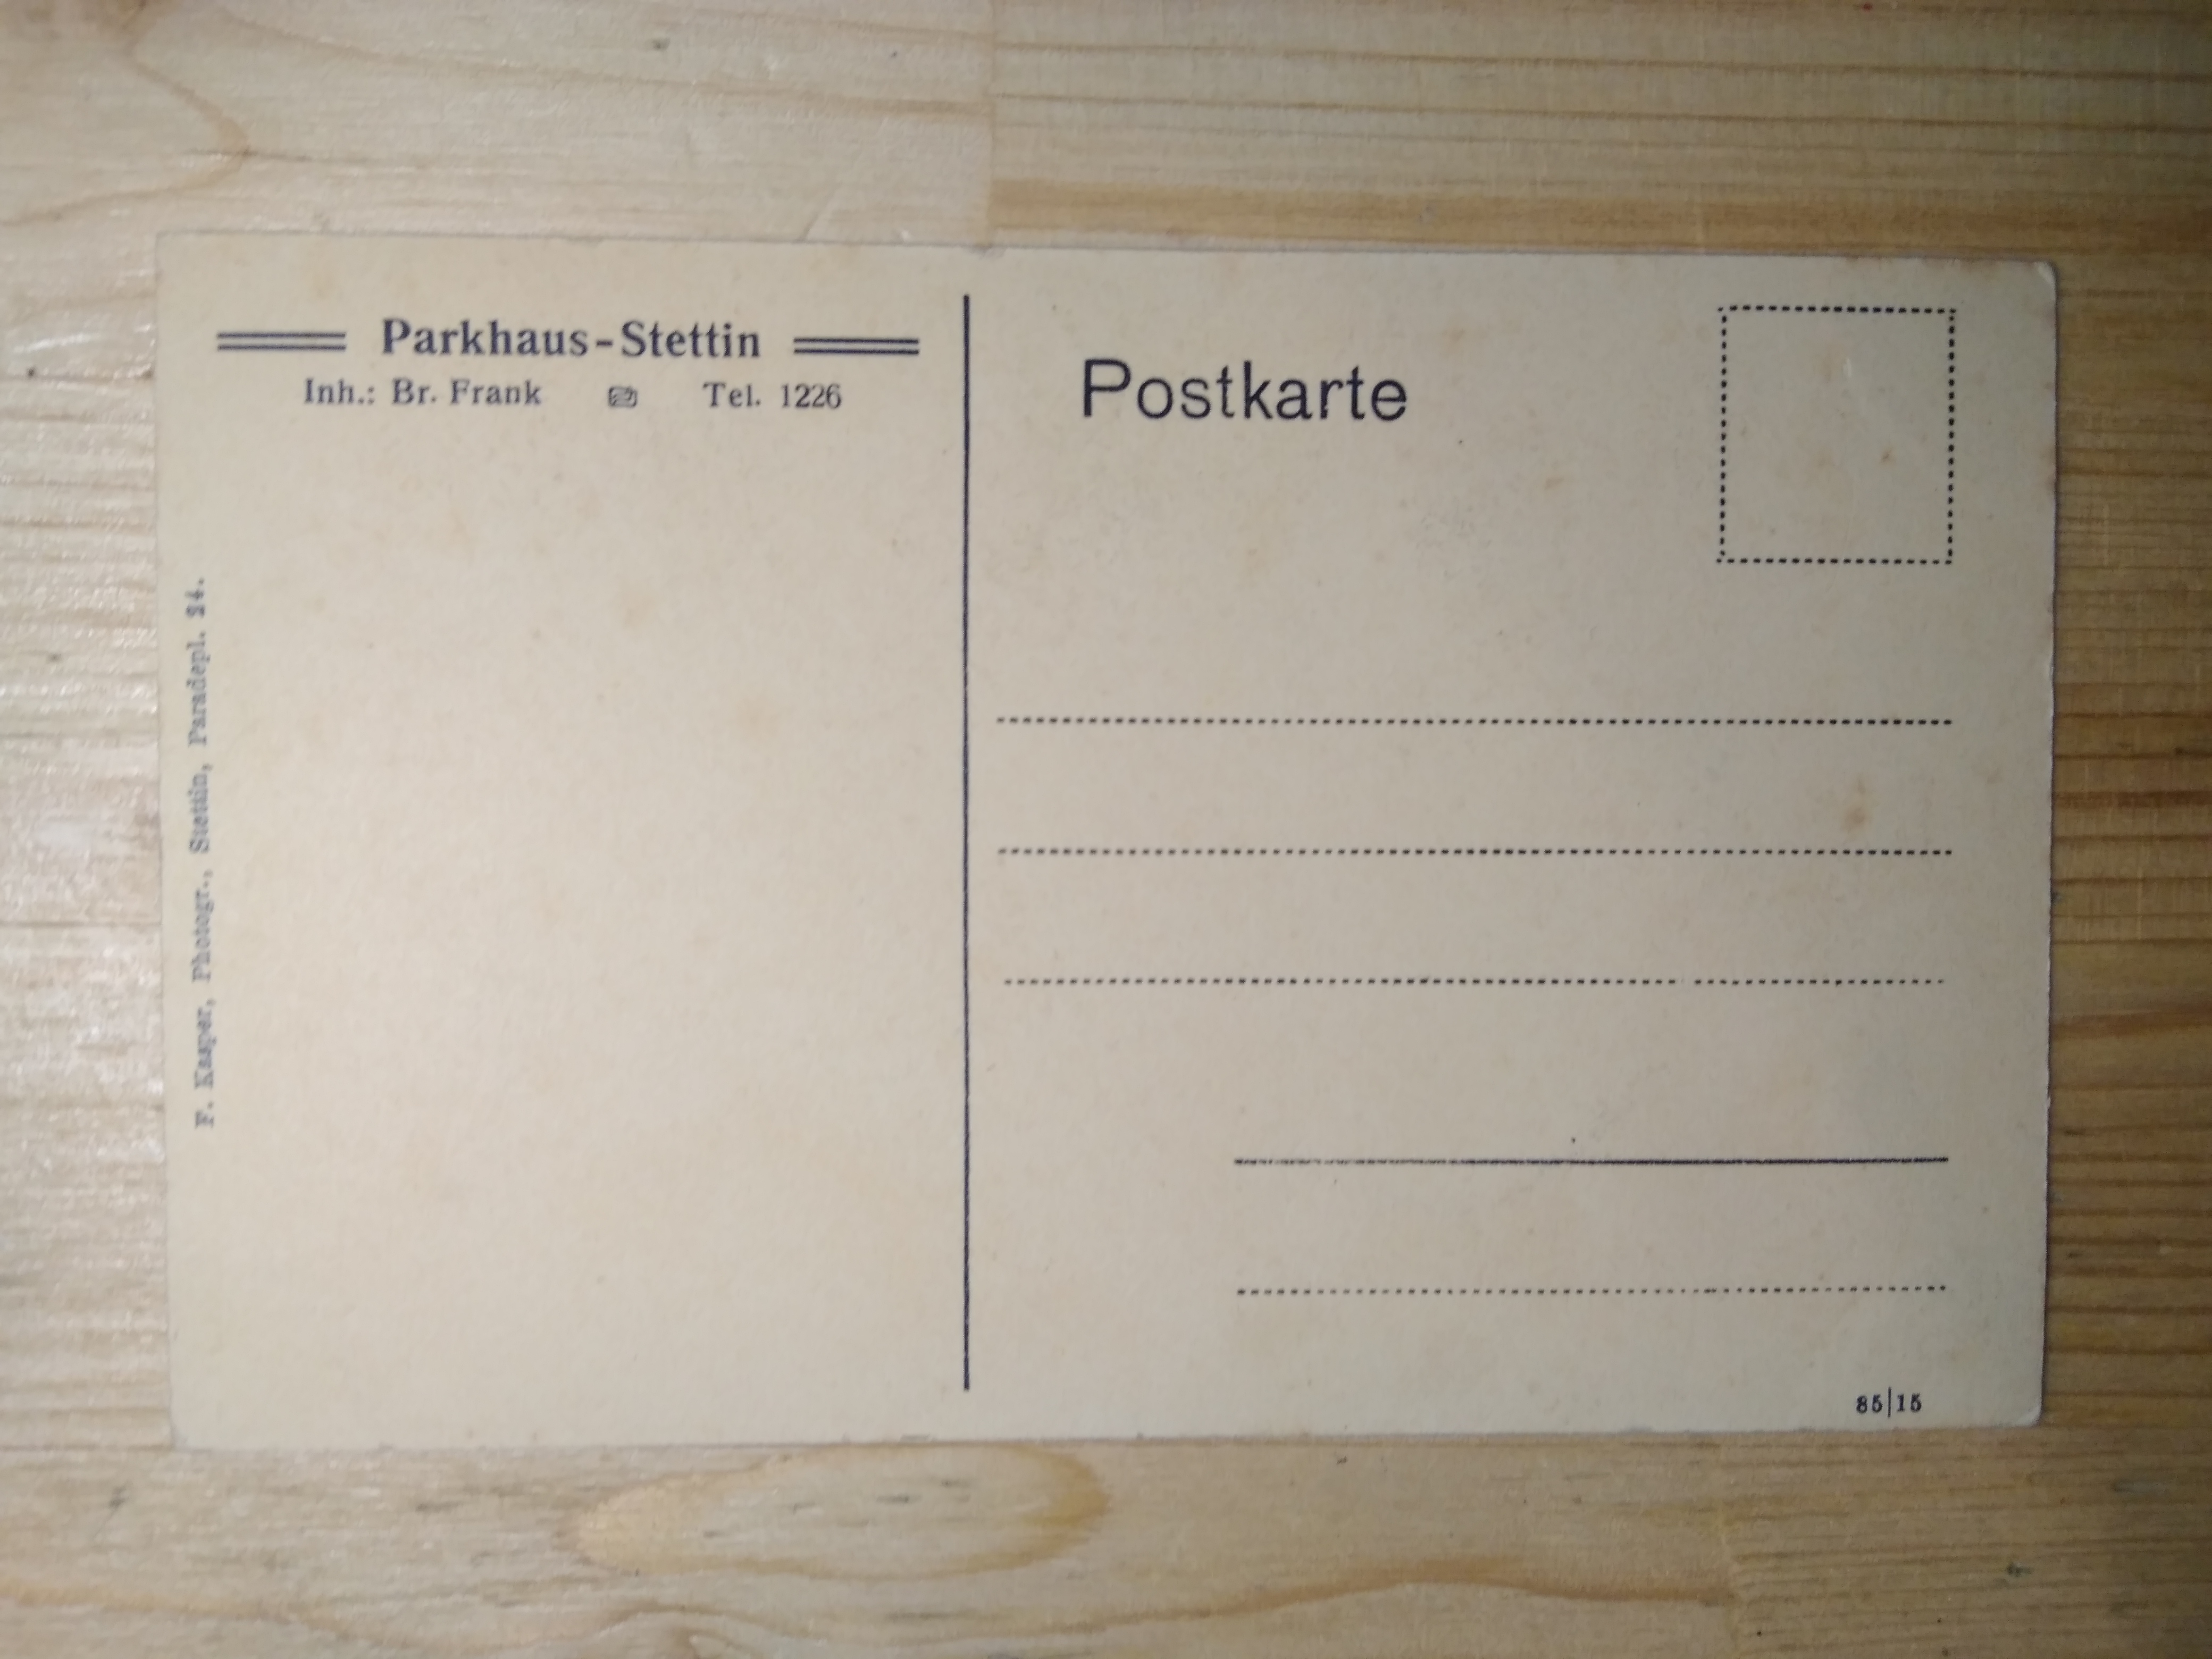 Parkhaus-Stettin
Inh.: Br. Frank Tel. 1226
F. Kasper, Photogr., Stettin, Paradepl. 24.
Postkarte
85|15